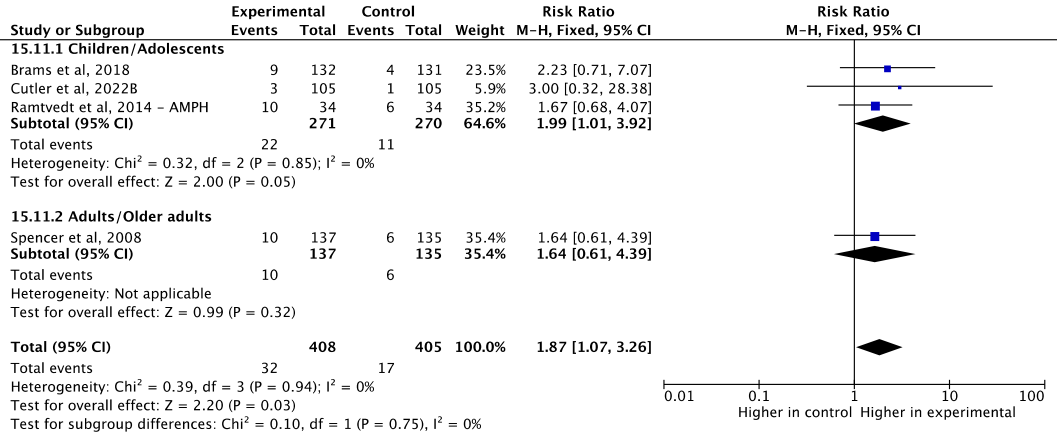 Experimental Control Risk Ratio Risk Ratio
Study or Subgroup Events Total Events Total Weight M-H, Fixed, 95% CI M-H, Fixed, 95% CI
15.11.1 Children/Adolescents
Brams et al, 2018 9 132 4 131 23.5% 2.23 [0.71, 7.07]
Cutler et al, 2022B 3 105 1 105 5.9% 3.00 [0.32, 28.38]
Ramtvedt et al, 2014 - AMPH 10 34 6 34 35.2% 1.67 [0.68, 4.07]
Subtotal (95% CI) 271 270 64.6% 1.99 [1.01, 3.92]
Total events 22 11
Heterogeneity: Chi² = 0.32, df = 2 (P = 0.85); I² = 0%
Test for overall effect: Z = 2.00 (P = 0.05)
15.11.2 Adults/Older adults
Spencer et al, 2008 10 137 6 135 35.4% 1.64 [0.61, 4.39]
Subtotal (95% CI) 137 135 35.4% 1.64 [0.61, 4.39]
Total events 10 6
Heterogeneity: Not applicable
Test for overall effect: Z = 0.99 (P = 0.32)
Total (95% CI) 408 405 100.0% 1.87 [1.07, 3.26]
Total events 32 17
Heterogeneity: Chi² = 0.39, df = 3 (P = 0.94); I² = 0%
Test for overall effect: Z = 2.20 (P = 0.03)
Test for subgroup differences: Chi² = 0.10, df = 1 (P = 0.75), I² = 0%
0.01 0.1 1 10 100
Higher in control Higher in experimental